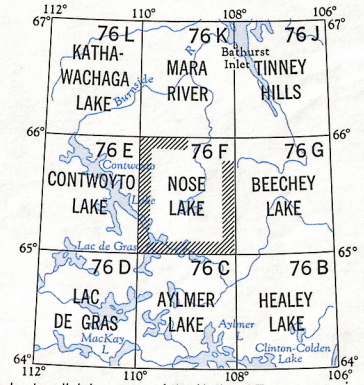 112° 110° 108° 106°
67° 76 L 76 K 76 J 67°
KATHA-
WACHAGA
LAKE
Burnside
R
MARA
RIVER
Bathurst
Inlet
TINNEY
HILLS
66° 66°
76 E 76 F 76 G
Contwoyto
Lake
CONTWOYTO
LAKE
NOSE
LAKE
BEECHEY
LAKE
65° 65°
Lac de Gras
76 D 76 C 76 B
LAC
DE GRAS
AYLMER
LAKE
HEALEY
LAKE
MacKay
L
Aylmer
L
Clinton-Colden
Lake
64° 64°
112° 110° 108° 106°